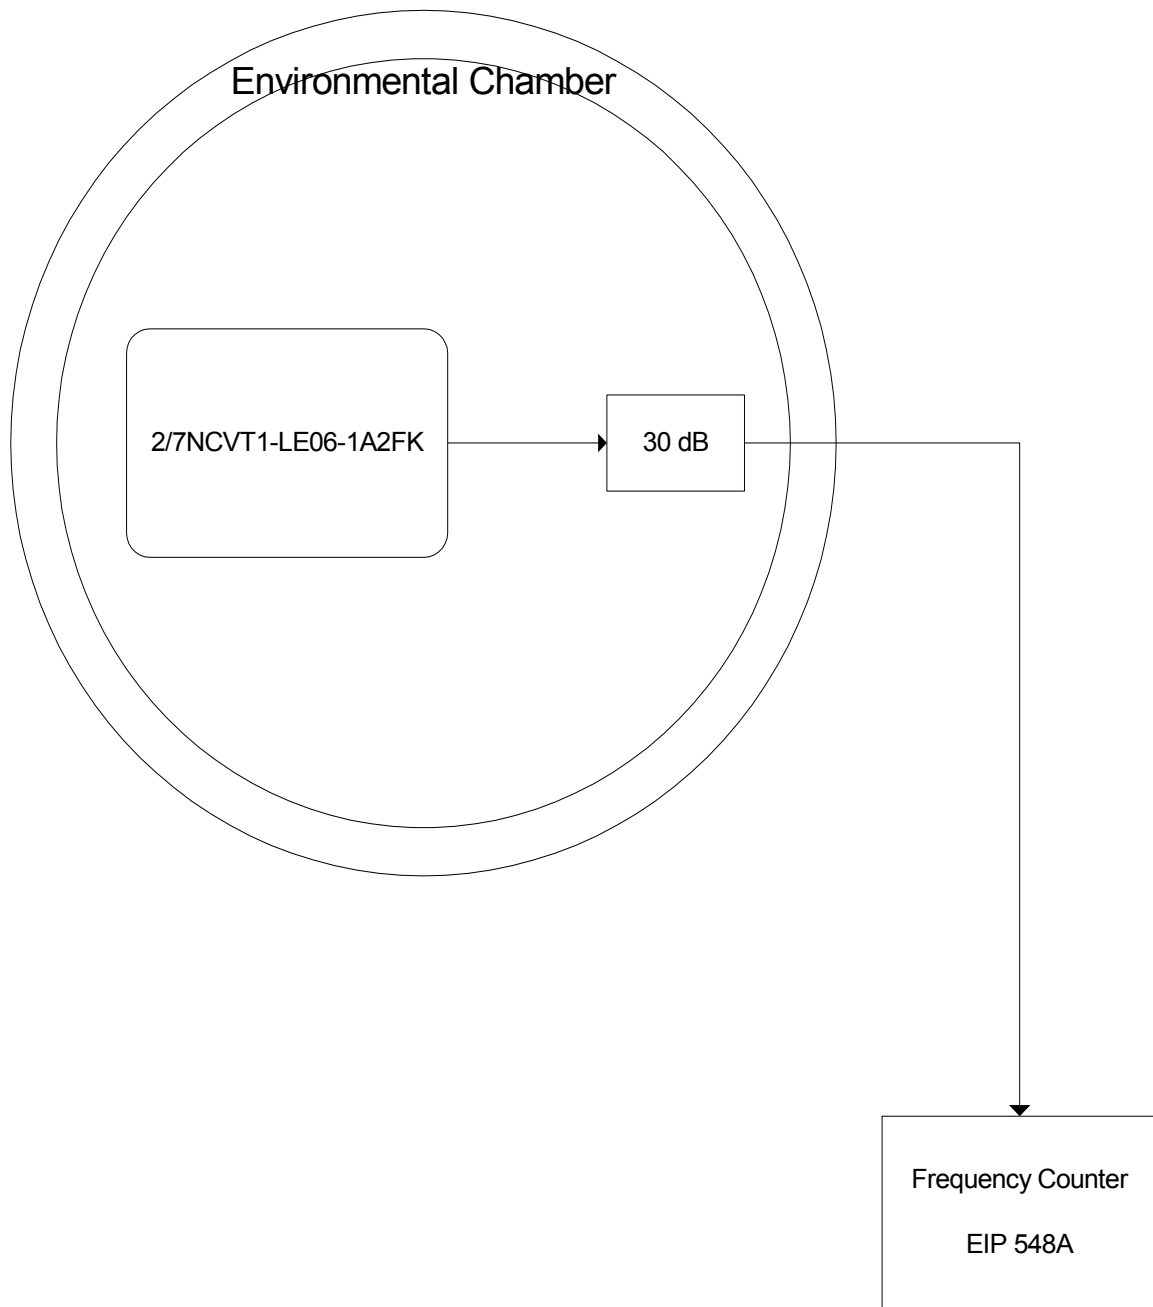 Environmental Chamber
2/7NCVT1-LE06-1A2FK
30 dB
Frequency Counter
EIP 548A